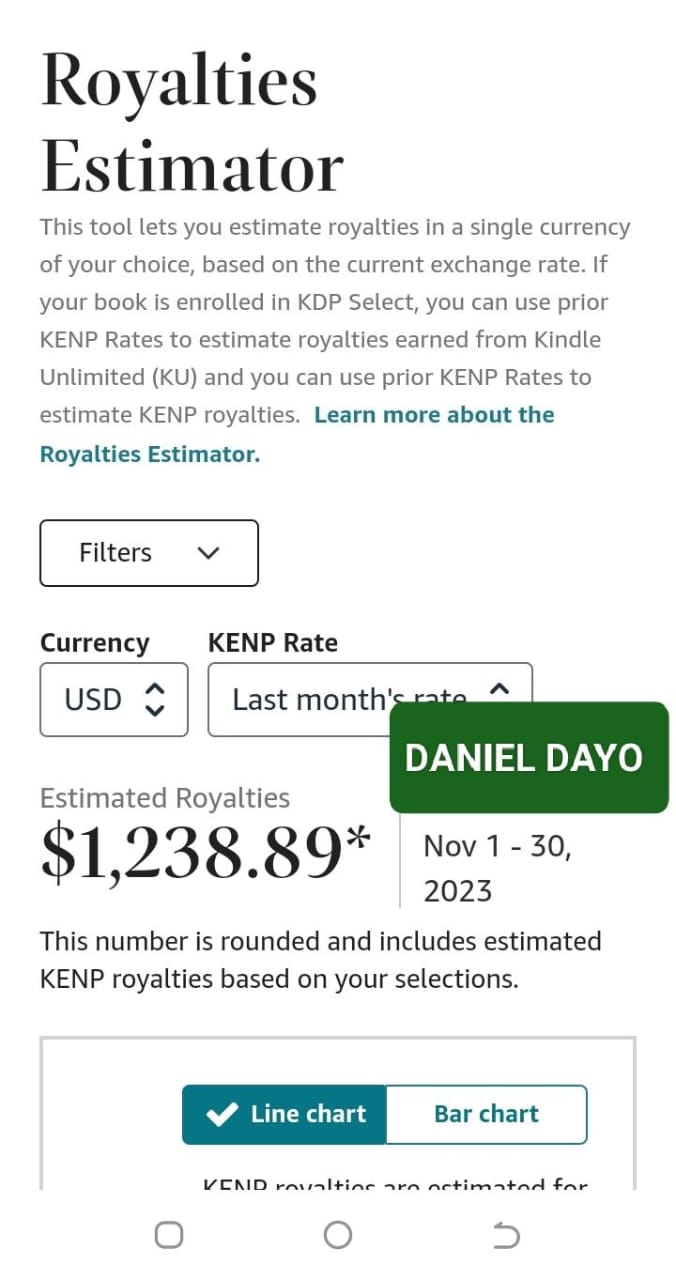 Royalties
Estimator
This tool lets you estimate royalties in a single currency
of your choice, based on the current exchange rate. If
your book is enrolled in KDP Select, you can use prior
KENP Rates to estimate royalties earned from Kindle
Unlimited (KU) and you can use prior KENP Rates to
estimate KENP royalties. Learn more about the
Royalties Estimator.
Filters
Currency KENP Rate
USD Last month's rate
DANIEL DAYO
Estimated Royalties
$1,238.89*
Nov 1 - 30,
2023
This number is rounded and includes estimated
KENP royalties based on your selections.
Line chart Bar chart
KENP royalties are estimated for